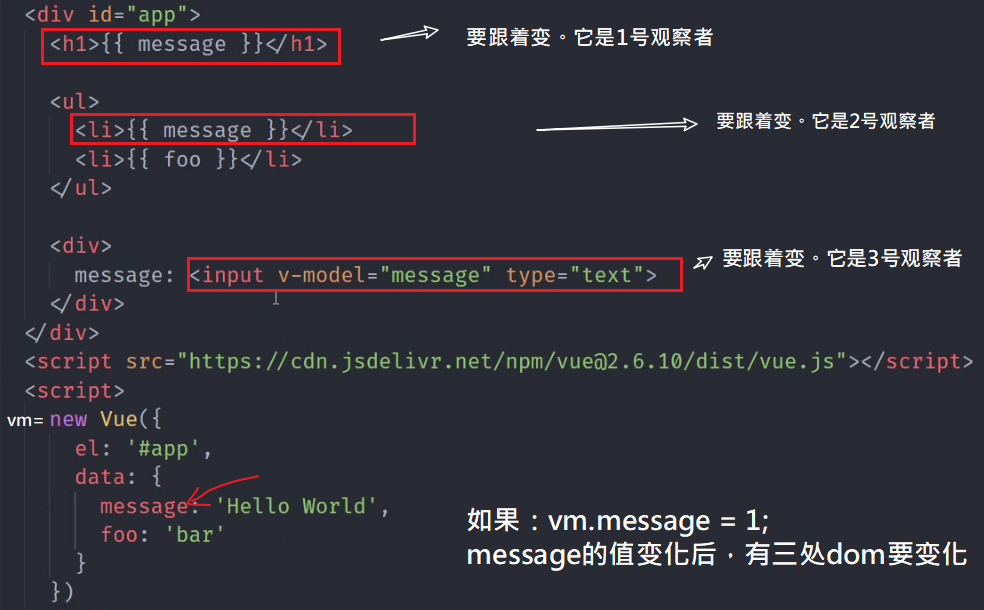 <div id="app">
<h1>{{ message }}</h1>
要跟着变。它是1号观察者
<ul>
<li>{{ message }}</li>
要跟着变。它是2号观察者
<li>{{ foo }}</li>
</ul>
<div>
message: <input v-model="message" type="text">
要跟着变。它是3号观察者
</div>
</div>
<script src="https://cdn.jsdelivr.net/npm/vue@2.6.10/dist/vue.js"></script>
<script>
vm= new Vue({
el: '#app',
data: {
message: 'Hello World',
foo: 'bar'
}
})
如果：vm.message = 1;
message的值变化后，有三处dom要变化